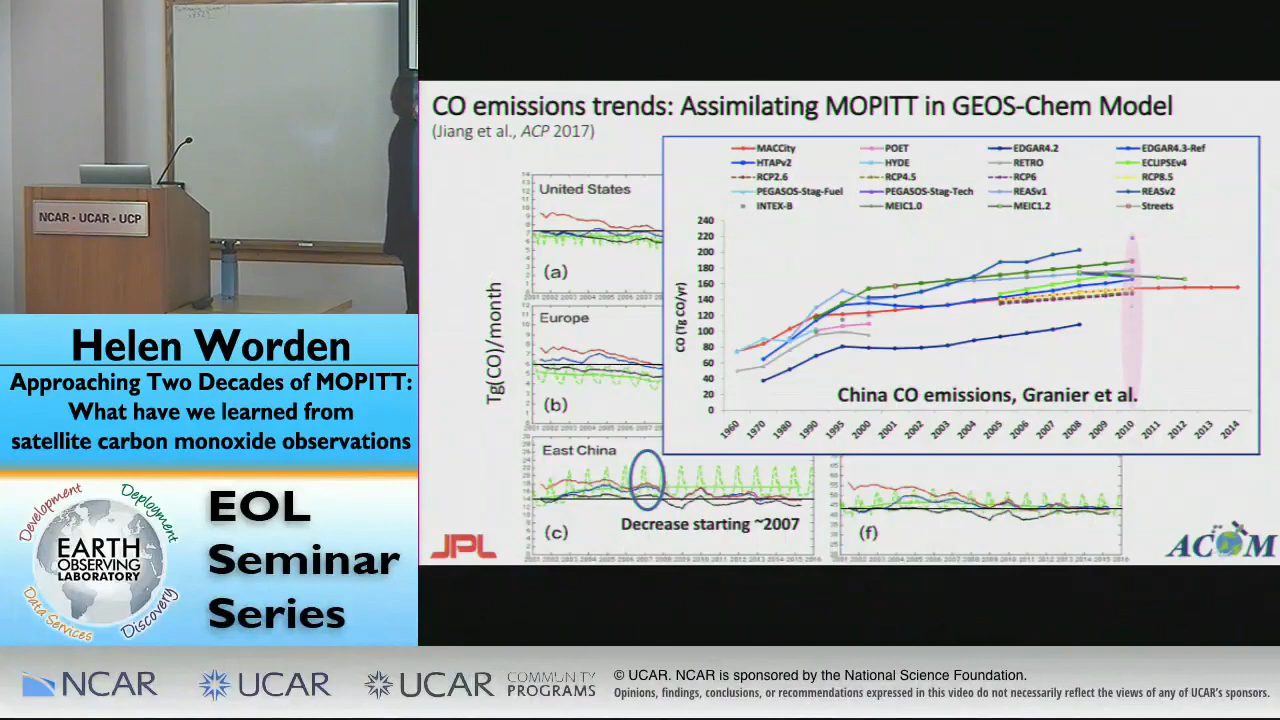 NCAR • UCAR • UCP
Helen Worden
Approaching Two Decades of MOPITT:
What have we learned from
satellite carbon monoxide observations
Development
Deployment
EARTH
OBSERVING
LABORATORY
Data Services
Discovery
EOL
Seminar
Series
CO emissions trends: Assimilating MOPITT in GEOS-Chem Model
(Jiang et al., ACP 2017)
MACCity POET EDGAR4.2 EDGAR4.3-Ref
HTAPv2 HYDE RETRO ECLIPSEv4
RCP2.6 RCP4.5 RCP6 RCP8.5
PEGASOS-Stag-Fuel PEGASOS-Stag-Tech REASv1 REASv2
INTEX-B MEIC1.0 MEIC1.2 Streets
CO (Tg CO/yr)
240
220
200
180
160
140
120
100
80
60
40
20
0
1960 1970 1980 1990 1995 2000 2001 2002 2003 2004 2005 2006 2007 2008 2009 2010 2011 2012 2013 2014
China CO emissions, Granier et al.
Tg(CO)/month
United States
(a)
Europe
(b)
East China
(c)
Decrease starting ~2007
(f)
JPL
ACOM
NCAR
UCAR
UCAR
COMMUNITY
PROGRAMS
© UCAR. NCAR is sponsored by the National Science Foundation.
Opinions, findings, conclusions, or recommendations expressed in this video do not necessarily reflect the views of any of UCAR's sponsors.